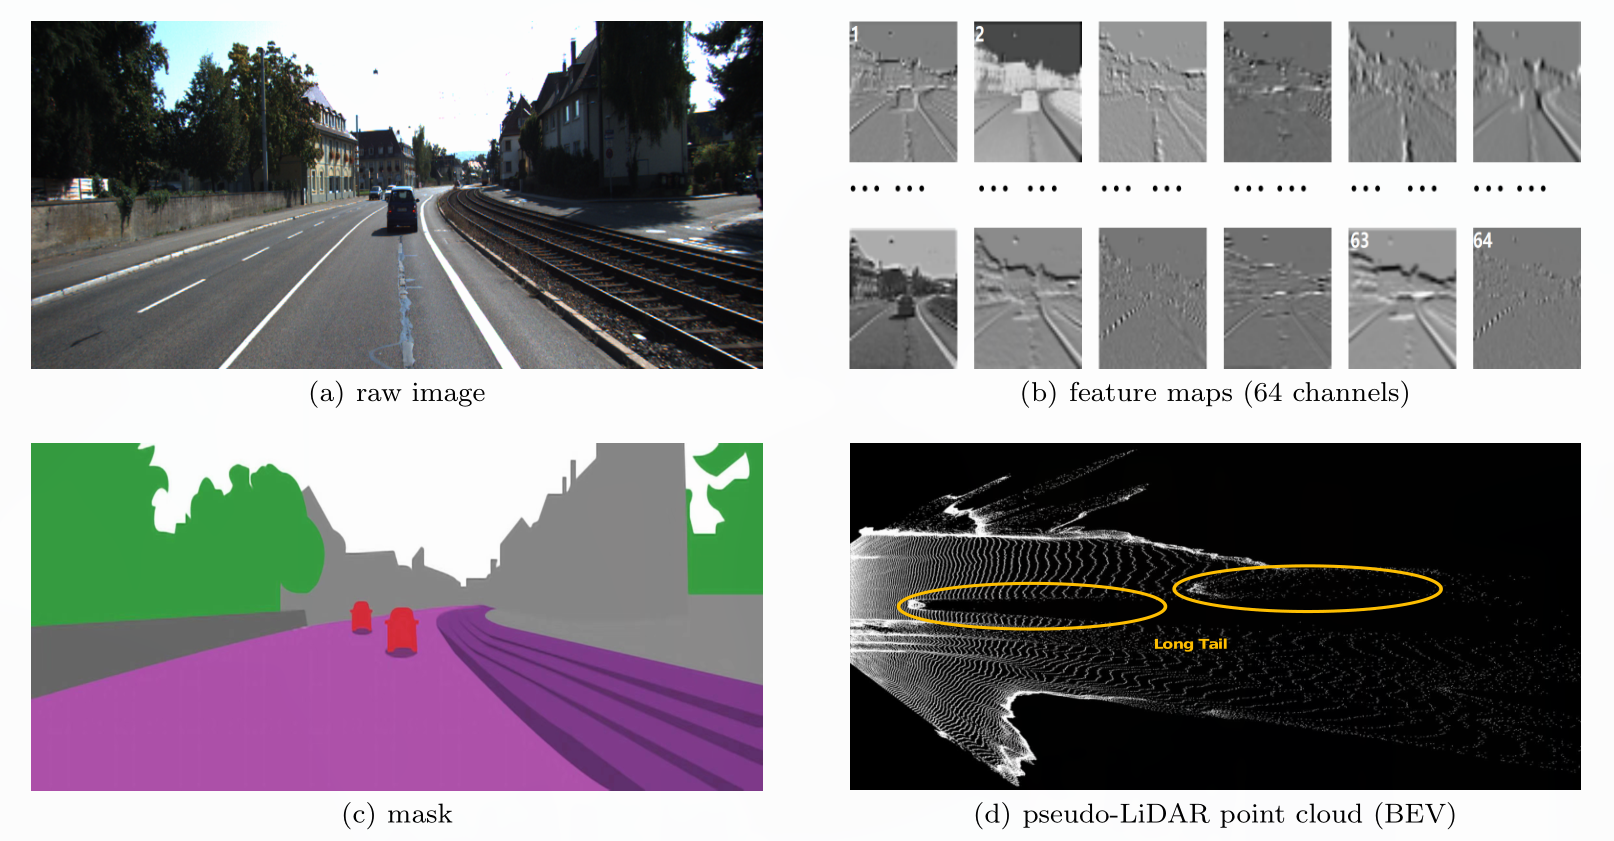 1
2
••• •••
••• •••
••• •••
••• •••
••• •••
••• •••
63
64
(a) raw image
(b) feature maps (64 channels)
Long Tail
(c) mask
(d) pseudo-LiDAR point cloud (BEV)